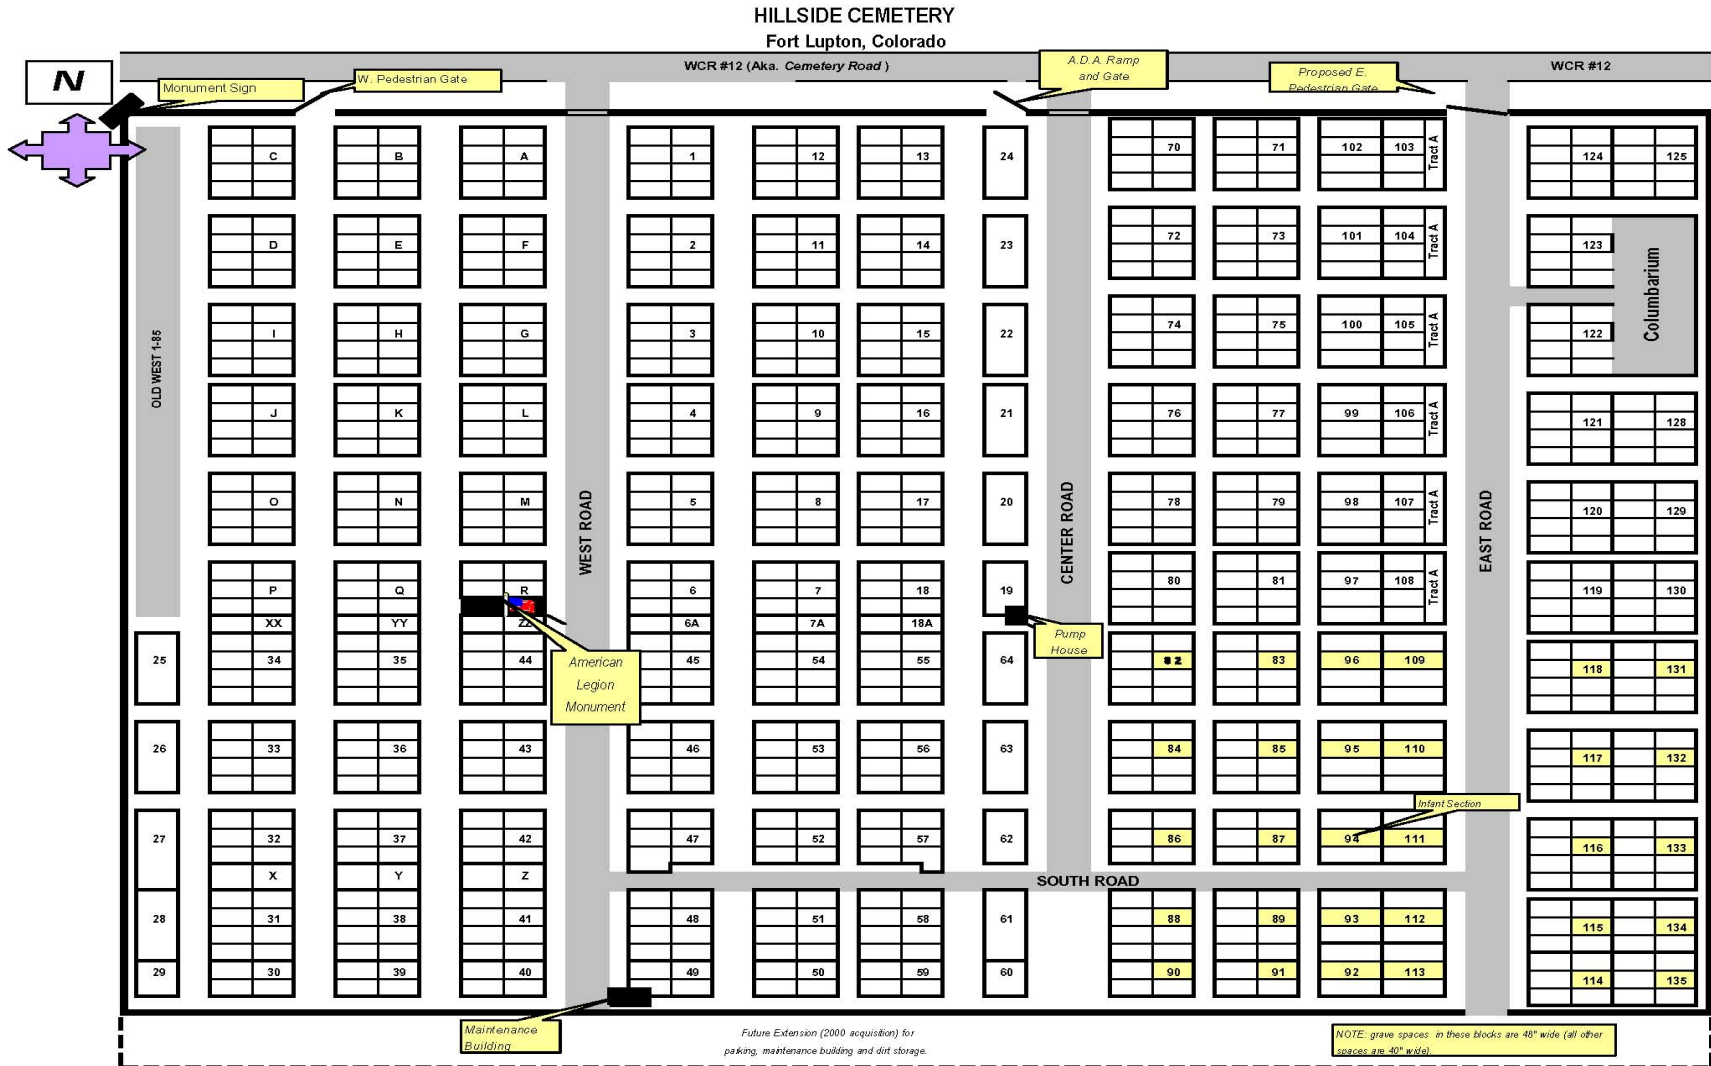 HILLSIDE CEMETERY
Fort Lupton, Colorado
WCR #12 (Aka. Cemetery Road )
WCR #12
N
Monument Sign
W. Pedestrian Gate
A.D.A. Ramp
and Gate
Proposed E.
Pedestrian Gate
C B A 1 12 13 24 70 71 102 103 Tract A 124 125
D E F 2 11 14 23 72 73 101 104 Tract A 123
Columbarium
I H G 3 10 15 22 74 75 100 105 Tract A 122
OLD WEST 1-85
J K L 4 9 16 21 76 77 99 106 Tract A 121 128
O N M 5 8 17 20 78 79 98 107 Tract A 120 129
WEST ROAD
CENTER ROAD
EAST ROAD
P Q R 6 7 18 19 80 81 97 108 Tract A 119 130
XX YY ZZ 6A 7A 18A
Pump
House
25 34 35 44 45 54 55 64 82 83 96 109 118 131
American
Legion
Monument
26 33 36 43 46 53 56 63 84 85 95 110 117 132
Infant Section
27 32 37 42 47 52 57 62 86 87 94 111 116 133
X Y Z
SOUTH ROAD
28 31 38 41 48 51 58 61 88 89 93 112 115 134
29 30 39 40 49 50 59 60 90 91 92 113 114 135
Maintenance
Building
Future Extension (2000 acquisition) for
parking, maintenance building and dirt storage.
NOTE: grave spaces in these blocks are 48" wide (all other
spaces are 40" wide).